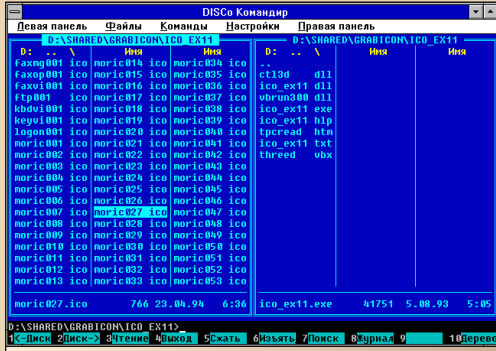 DISCo Командир
Левая панель Файлы Команды Настройки Правая панель
D:\SHARED\GRABICON\ICO_EX11 D:\SHARED\GRABICON\ICO_EX11
D: .. \ Имя Имя D: .. \ Имя Имя
faxmg001 ico moric014 ico moric034 ico ..
faxop001 ico moric015 ico moric035 ico ctl3d dll
faxvi001 ico moric016 ico moric036 ico ico_ex11 dll
ftp001 ico moric017 ico moric037 ico vbrun300 dll
kbdvi001 ico moric018 ico moric038 ico ico_ex11 exe
keyvi001 ico moric019 ico moric039 ico ico_ex11 hlp
logon001 ico moric020 ico moric040 ico tpcread htm
moric001 ico moric021 ico moric041 ico ico_ex11 txt
moric002 ico moric022 ico moric042 ico threed vbx
moric003 ico moric023 ico moric043 ico
moric004 ico moric024 ico moric044 ico
moric005 ico moric025 ico moric045 ico
moric006 ico moric026 ico moric046 ico
moric007 ico moric027 ico moric047 ico
moric008 ico moric028 ico moric048 ico
moric009 ico moric029 ico moric049 ico
moric010 ico moric030 ico moric050 ico
moric011 ico moric031 ico moric051 ico
moric012 ico moric032 ico moric052 ico
moric013 ico moric033 ico moric053 ico
moric027.ico 766 23.04.94 6:36 ico_ex11.exe 41751 5.08.93 5:05
D:\SHARED\GRABICON\ICO_EX11>
1<-Диск 2Диск-> 3Чтение 4Выход 5Сжать 6Изъять 7Поиск 8Журнал 9 10Дерево